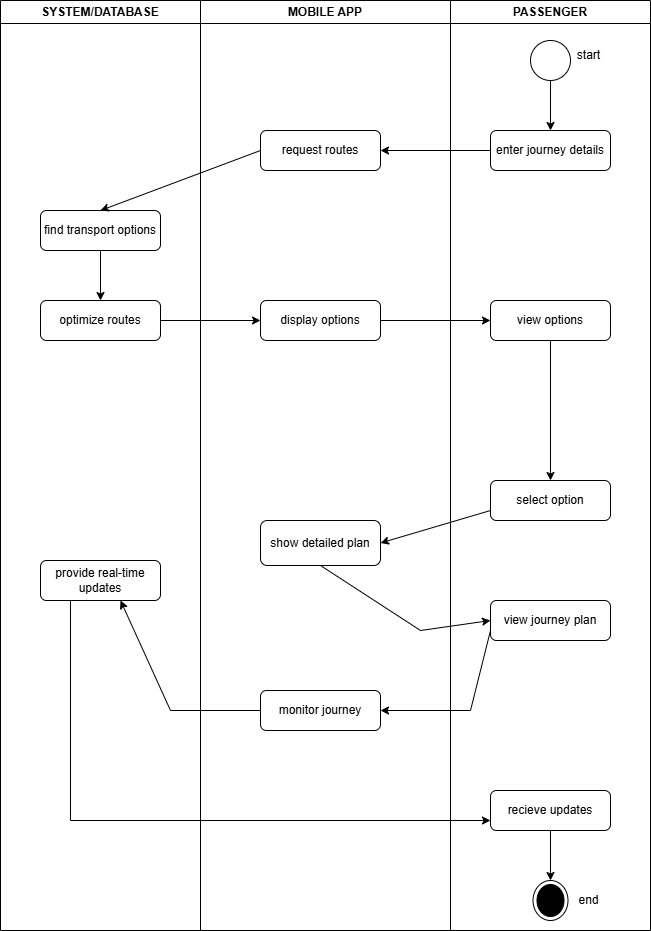 SYSTEM/DATABASE
MOBILE APP
PASSENGER
start
request routes
enter journey details
find transport options
optimize routes
display options
view options
select option
show detailed plan
provide real-time
updates
view journey plan
monitor journey
recieve updates
end